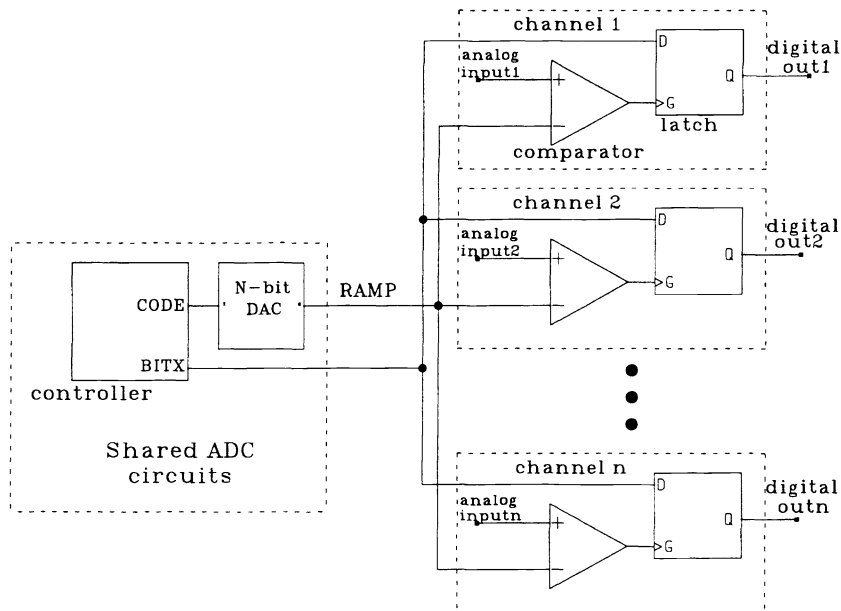 channel 1
analog
input1
D
Q
G
digital
out1
latch
comparator
channel 2
analog
input2
D
Q
G
digital
out2
CODE
BITX
controller
N-bit
DAC
RAMP
Shared ADC
circuits
channel n
analog
inputn
D
Q
G
digital
outn